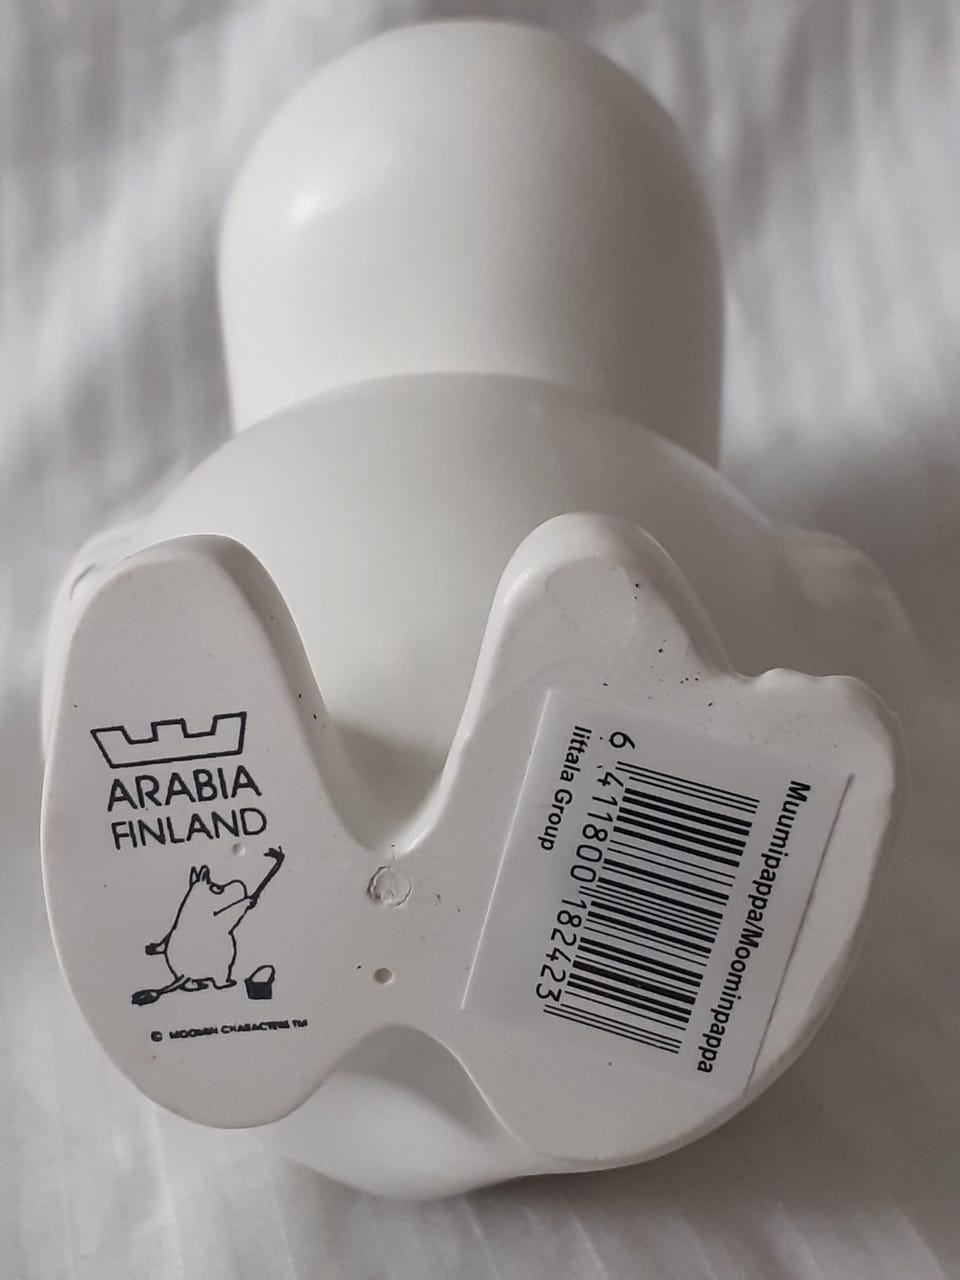 ARABIA
FINLAND
© MOOMIN CHARACTERS TM
Muumipappa/Moominpappa
6 411800 182423
Iittala Group